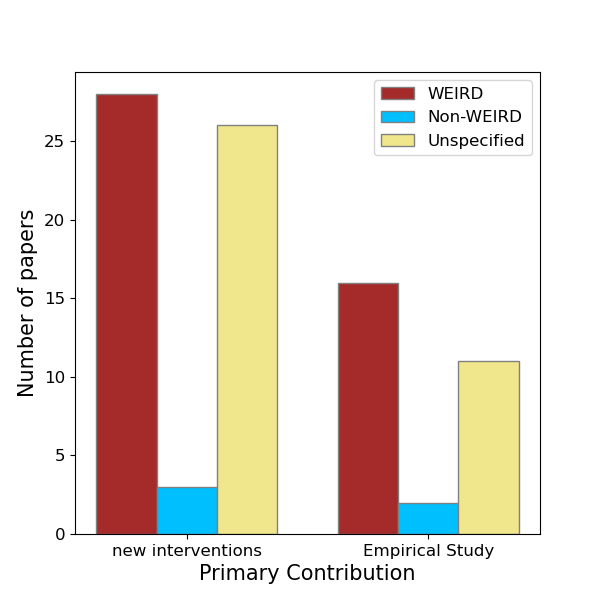 WEIRD
Non-WEIRD
Unspecified
Number of papers
25
20
15
10
5
0
new interventions
Empirical Study
Primary Contribution